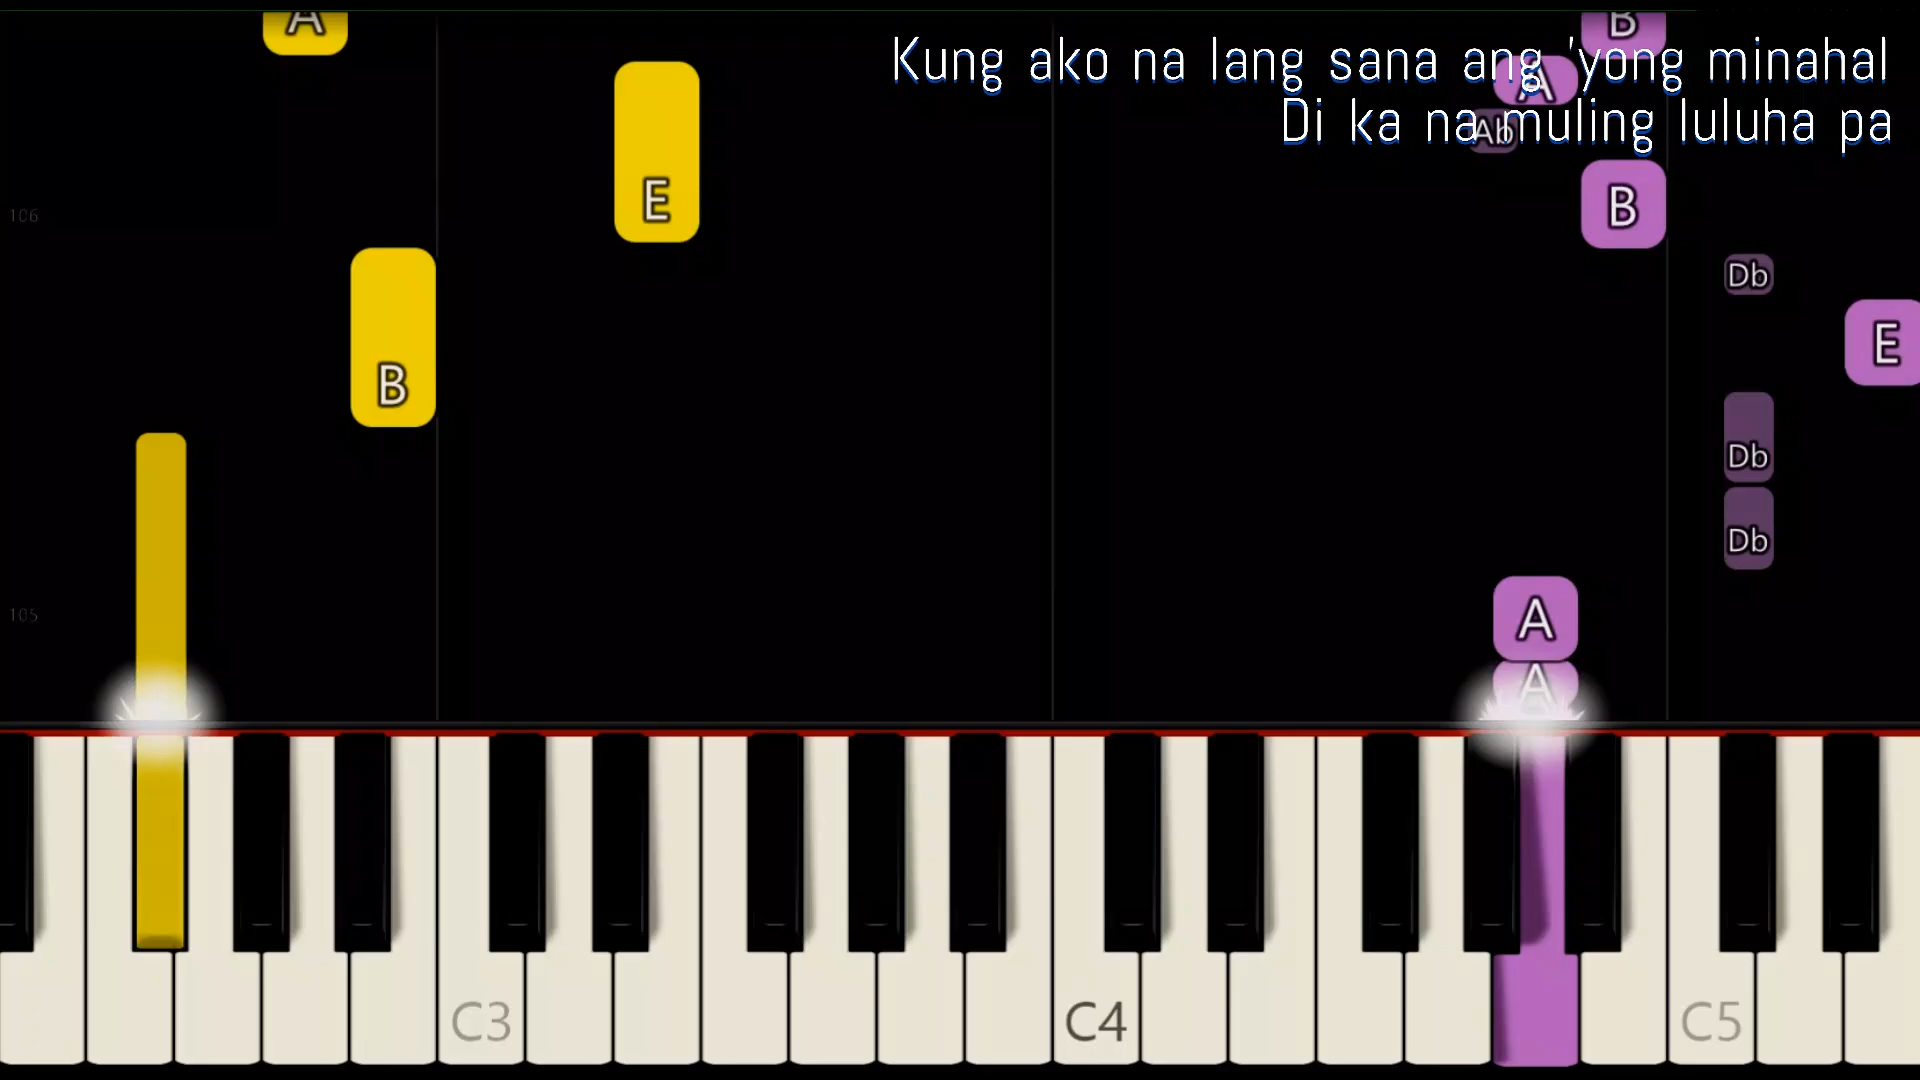 A
B
Kung ako na lang sana ang 'yong minahal
A
Di ka na muling luluha pa
Ab
E
B
106
Db
E
B
Db
Db
A
105
A
C3
C4
C5